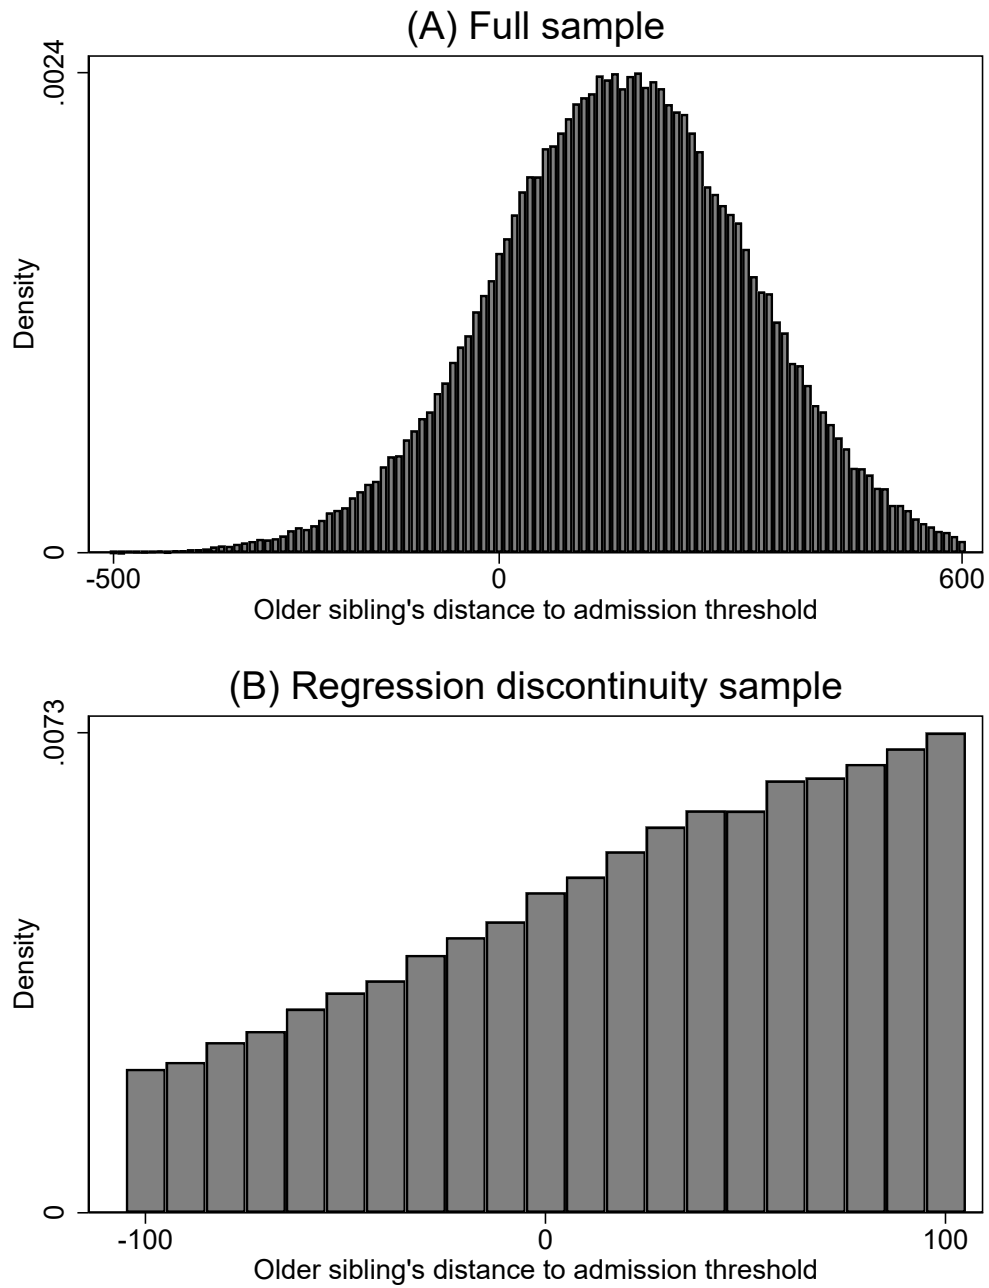 (A) Full sample
.0024
Density
0
-500 0 600
Older sibling's distance to admission threshold
(B) Regression discontinuity sample
.0073
Density
0
-100 0 100
Older sibling's distance to admission threshold